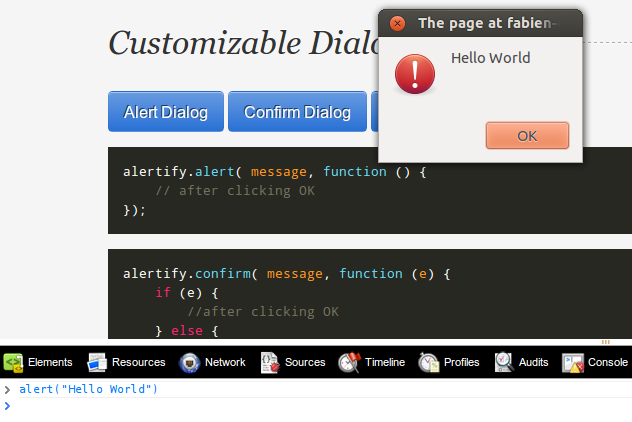 Customizable Dialo
The page at fabien-
Hello World
OK
Alert Dialog
Confirm Dialog
alertify.alert( message, function () {
// after clicking OK
});
alertify.confirm( message, function (e) {
if (e) {
//after clicking OK
} else {
Elements Resources Network Sources Timeline Profiles Audits Console
> alert("Hello World")
>